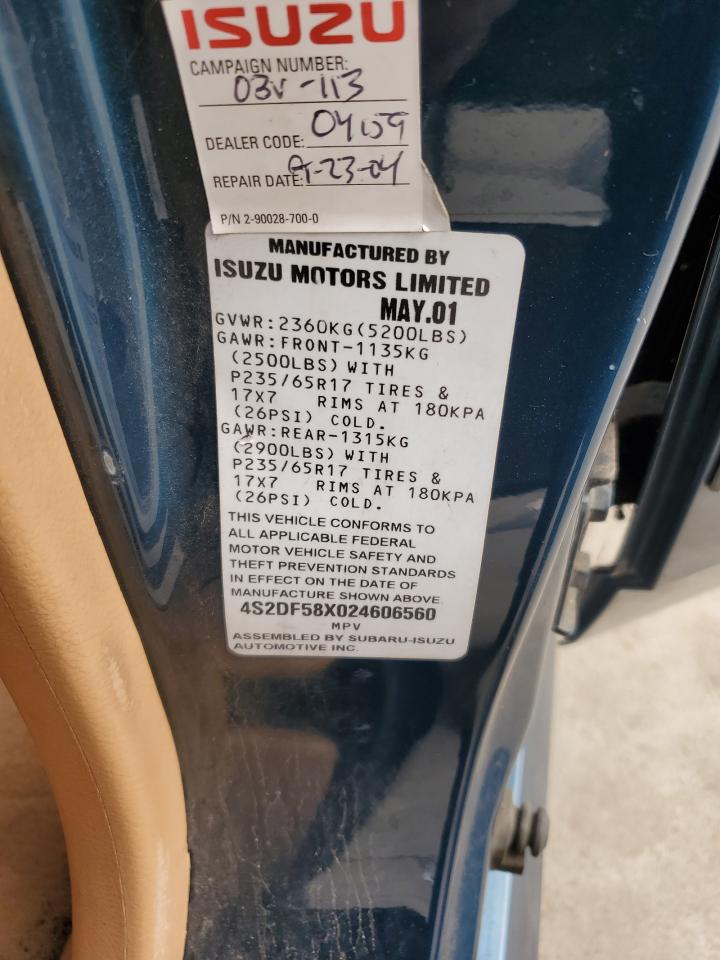 ISUZU
CAMPAIGN NUMBER:
03V-113
DEALER CODE: 04159
REPAIR DATE: -23-04
P/N 2-90028-700-0
MANUFACTURED BY
ISUZU MOTORS LIMITED
MAY.01
GVWR:2360KG(5200LBS)
GAWR:FRONT-1135KG
(2500LBS) WITH
P235/65R17 TIRES &
17X7 RIMS AT 180KPA
(26PSI) COLD.
GAWR:REAR-1315KG
(2900LBS) WITH
P235/65R17 TIRES &
17X7 RIMS AT 180KPA
(26PSI) COLD.
THIS VEHICLE CONFORMS TO
ALL APPLICABLE FEDERAL
MOTOR VEHICLE SAFETY AND
THEFT PREVENTION STANDARDS
IN EFFECT ON THE DATE OF
MANUFACTURE SHOWN ABOVE.
4S2DF58X024606560
MPV
ASSEMBLED BY SUBARU-ISUZU
AUTOMOTIVE INC.